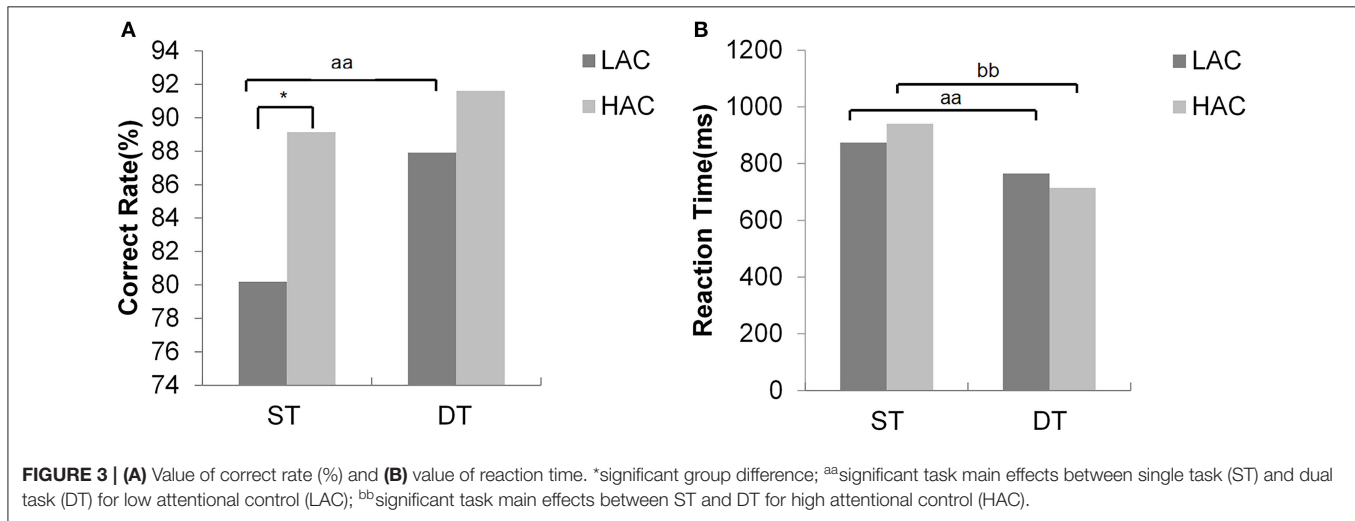 A
94
92
90
88
86
84
82
80
78
76
74
Correct Rate(%)
aa
*
ST
DT
LAC
HAC
B
1200
1000
800
600
400
200
0
Reaction Time(ms)
bb
aa
ST
DT
LAC
HAC
FIGURE 3 | (A) Value of correct rate (%) and (B) value of reaction time. *significant group difference; aasignificant task main effects between single task (ST) and dual
task (DT) for low attentional control (LAC); bbsignificant task main effects between ST and DT for high attentional control (HAC).